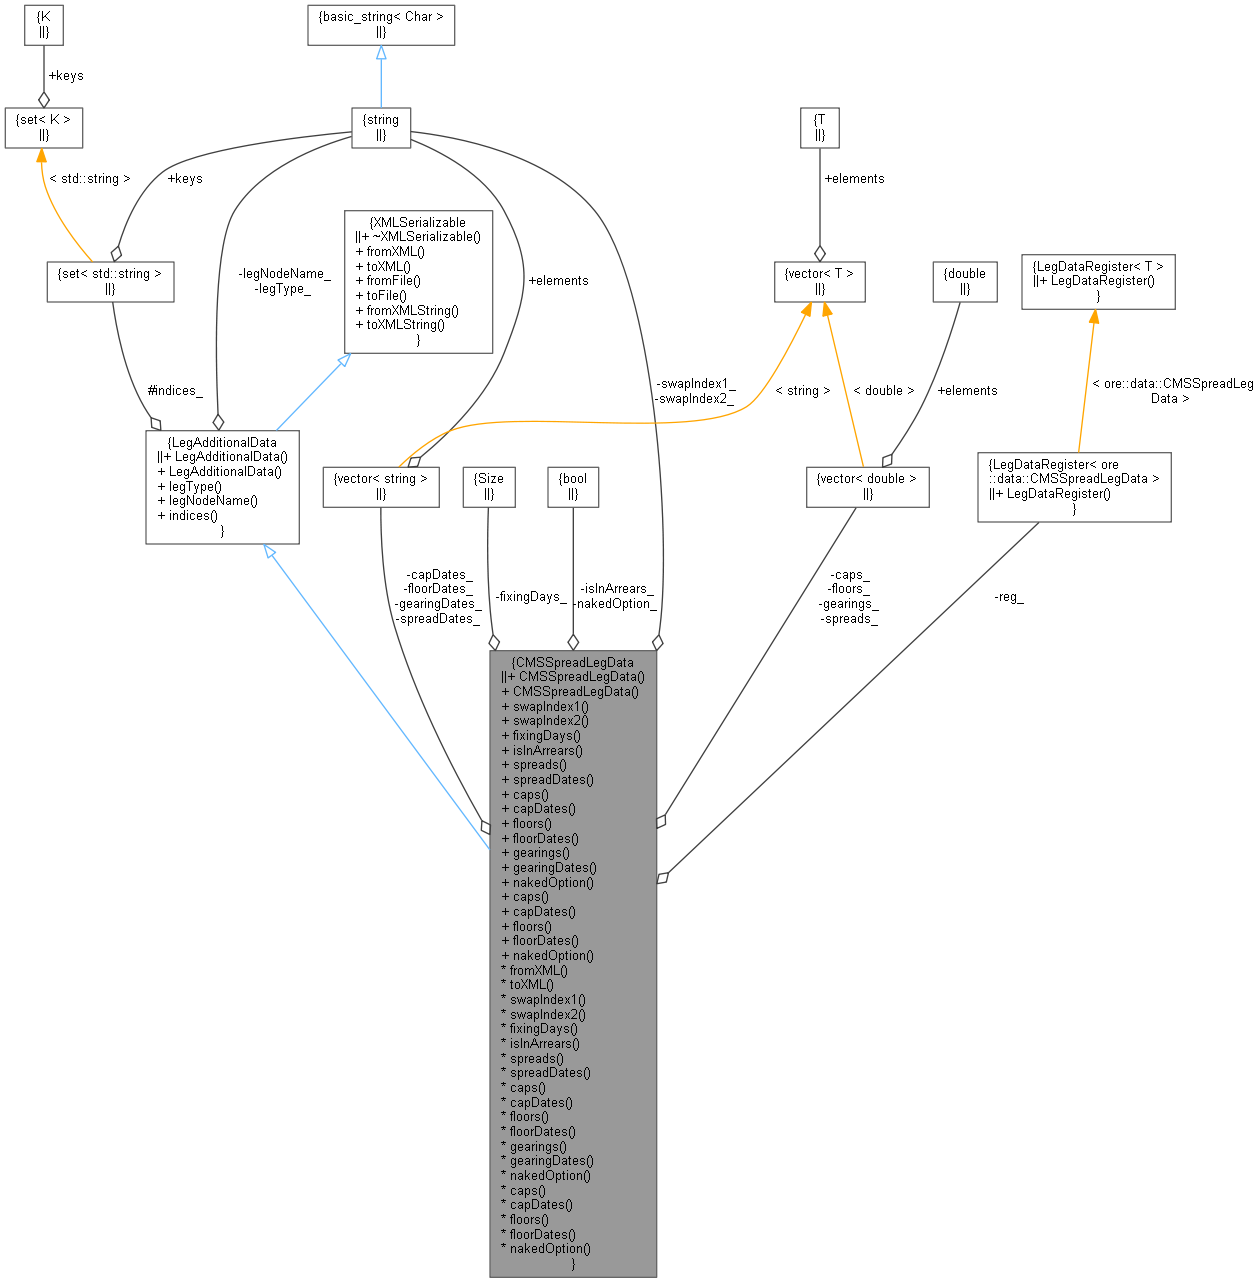 {K
||}
{basic_string< Char >
||}
+keys
{set< K >
||}
{string
||}
{T
||}
< std::string >
+keys
+elements
{XMLSerializable
||+ ~XMLSerializable()
+ fromXML()
+ toXML()
+ fromFile()
+ toFile()
+ fromXMLString()
+ toXMLString()
}
{set< std::string >
||}
-legNodeName_
-legType_
+elements
{vector< T >
||}
{double
||}
{LegDataRegister< T >
||+ LegDataRegister()
}
#indices_
-swapIndex1_
-swapIndex2_
< string >
< double >
+elements
< ore::data::CMSSpreadLeg
Data >
{LegAdditionalData
||+ LegAdditionalData()
+ LegAdditionalData()
+ legType()
+ legNodeName()
+ indices()
}
{vector< string >
||}
{Size
||}
{bool
||}
{vector< double >
||}
{LegDataRegister< ore
::data::CMSSpreadLegData >
||+ LegDataRegister()
}
-capDates_
-floorDates_
-gearingDates_
-spreadDates_
-fixingDays_
-isInArrears_
-nakedOption_
-caps_
-floors_
-gearings_
-spreads_
-reg_
{CMSSpreadLegData
||+ CMSSpreadLegData()
+ CMSSpreadLegData()
+ swapIndex1()
+ swapIndex2()
+ fixingDays()
+ isInArrears()
+ spreads()
+ spreadDates()
+ caps()
+ capDates()
+ floors()
+ floorDates()
+ gearings()
+ gearingDates()
+ nakedOption()
+ caps()
+ capDates()
+ floors()
+ floorDates()
+ nakedOption()
* fromXML()
* toXML()
* swapIndex1()
* swapIndex2()
* fixingDays()
* isInArrears()
* spreads()
* spreadDates()
* caps()
* capDates()
* floors()
* floorDates()
* gearings()
* gearingDates()
* nakedOption()
* caps()
* capDates()
* floors()
* floorDates()
* nakedOption()
}